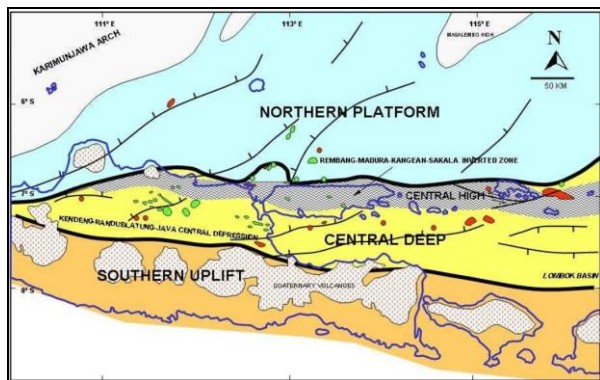 111° E
113° E
115° E
MASALEMBO HIGH
KARIMUNJAWA ARCH
N
50 KM
6° S
NORTHERN PLATFORM
REMBANG-MADURA-KANGEAN-SAKALA INVERTED ZONE
7° S
CENTRAL HIGH
KENDENG-RANDUBLATUNG-JAVA CENTRAL DEPRESSION
CENTRAL DEEP
SOUTHERN UPLIFT
LOMBOK BASIN
QUATERNARY VOLCANOES
8° S